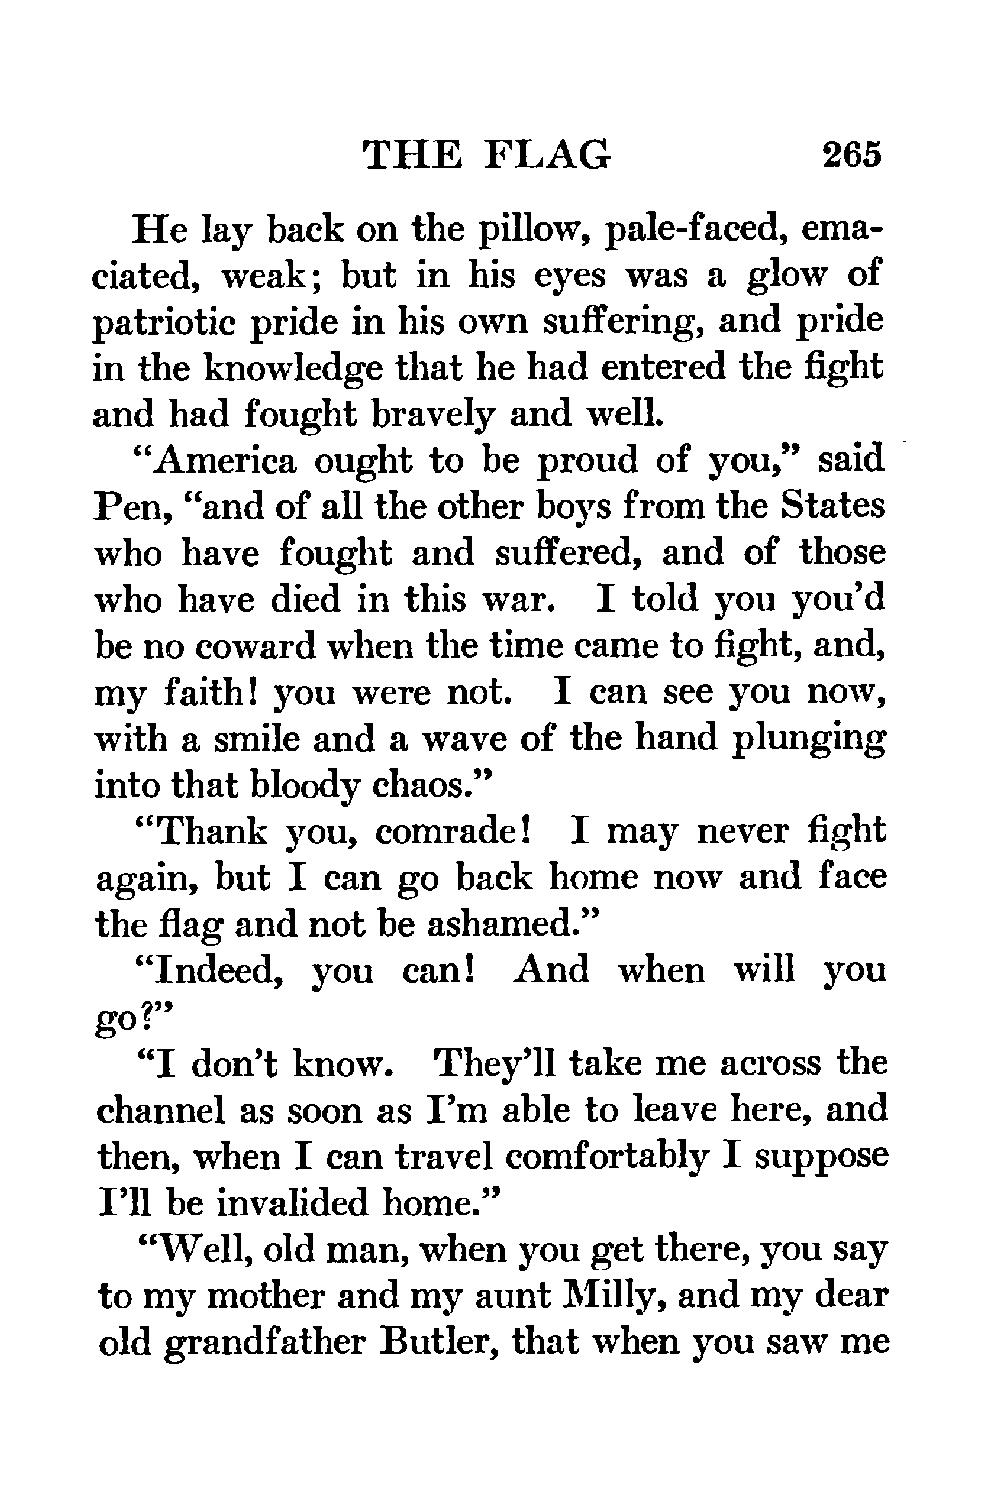 THE FLAG 265
He lay back on the pillow, pale-faced, ema-
ciated, weak; but in his eyes was a glow of
patriotic pride in his own suffering, and pride
in the knowledge that he had entered the fight
and had fought bravely and well.
“America ought to be proud of you,” said
Pen, “and of all the other boys from the States
who have fought and suffered, and of those
who have died in this war. I told you you’d
be no coward when the time came to fight, and,
my faith! you were not. I can see you now,
with a smile and a wave of the hand plunging
into that bloody chaos.”
“Thank you, comrade! I may never fight
again, but I can go back home now and face
the flag and not be ashamed.”
“Indeed, you can! And when will you
go?”
“I don’t know. They’ll take me across the
channel as soon as I’m able to leave here, and
then, when I can travel comfortably I suppose
I’ll be invalided home.”
“Well, old man, when you get there, you say
to my mother and my aunt Milly, and my dear
old grandfather Butler, that when you saw me